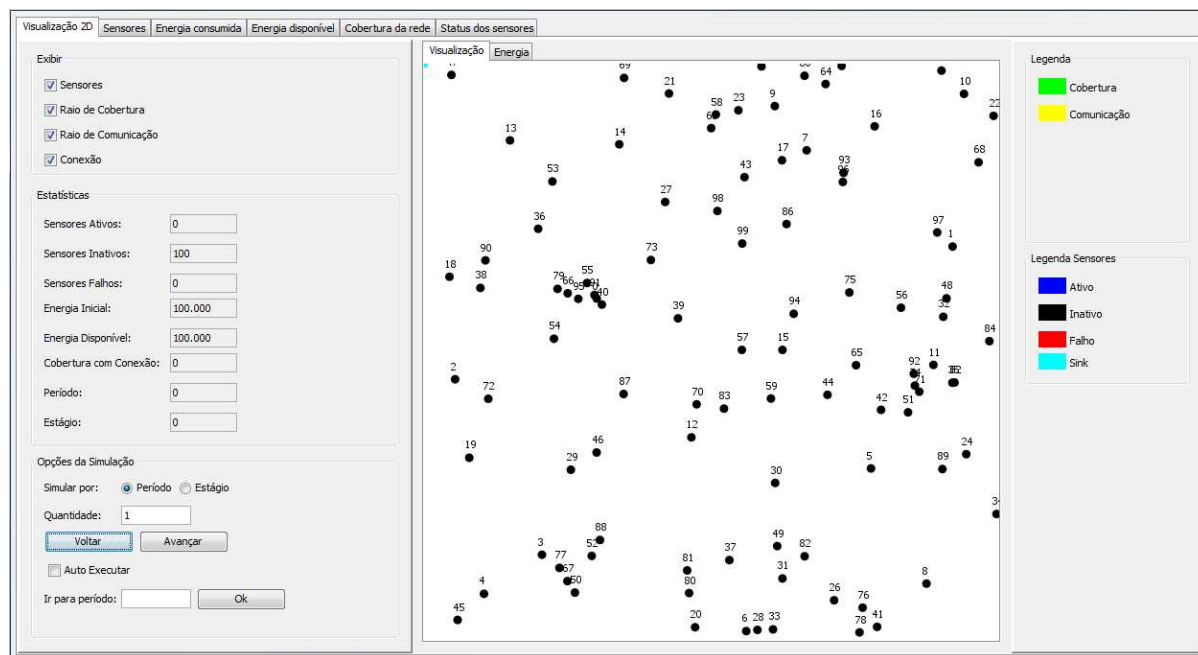 Visualização 2D Sensores Energia consumida Energia disponível Cobertura da rede Status dos sensores
Exibir
Sensores
Raio de Cobertura
Raio de Comunicação
Conexão
Estatísticas
Sensores Ativos: 0
Sensores Inativos: 100
Sensores Falhos: 0
Energia Inicial: 100.000
Energia Disponível: 100.000
Cobertura com Conexão: 0
Período: 0
Estágio: 0
Opções da Simulação
Simular por: Período Estágio
Quantidade: 1
Voltar Avançar
Auto Executar
Ir para período: Ok
Visualização Energia
69 64
21 10
58 23 9
22
16
13 14
7
17 93 68
53 43
27
98 86
36 99 97
1
90 73
18 38 79 66 55
40 75 48
39 94 56
54 57 15 84
65 11
92
2 71
72 87 70 83 59 44 42 51
12
19 46 24
29 5 89
30
88
3 52 49 82
77 37
81 31
50 8
4 80
26 76
45 20 6 28 33 78 41
Legenda
Cobertura
Comunicação
Legenda Sensores
Ativo
Inativo
Falho
Sink